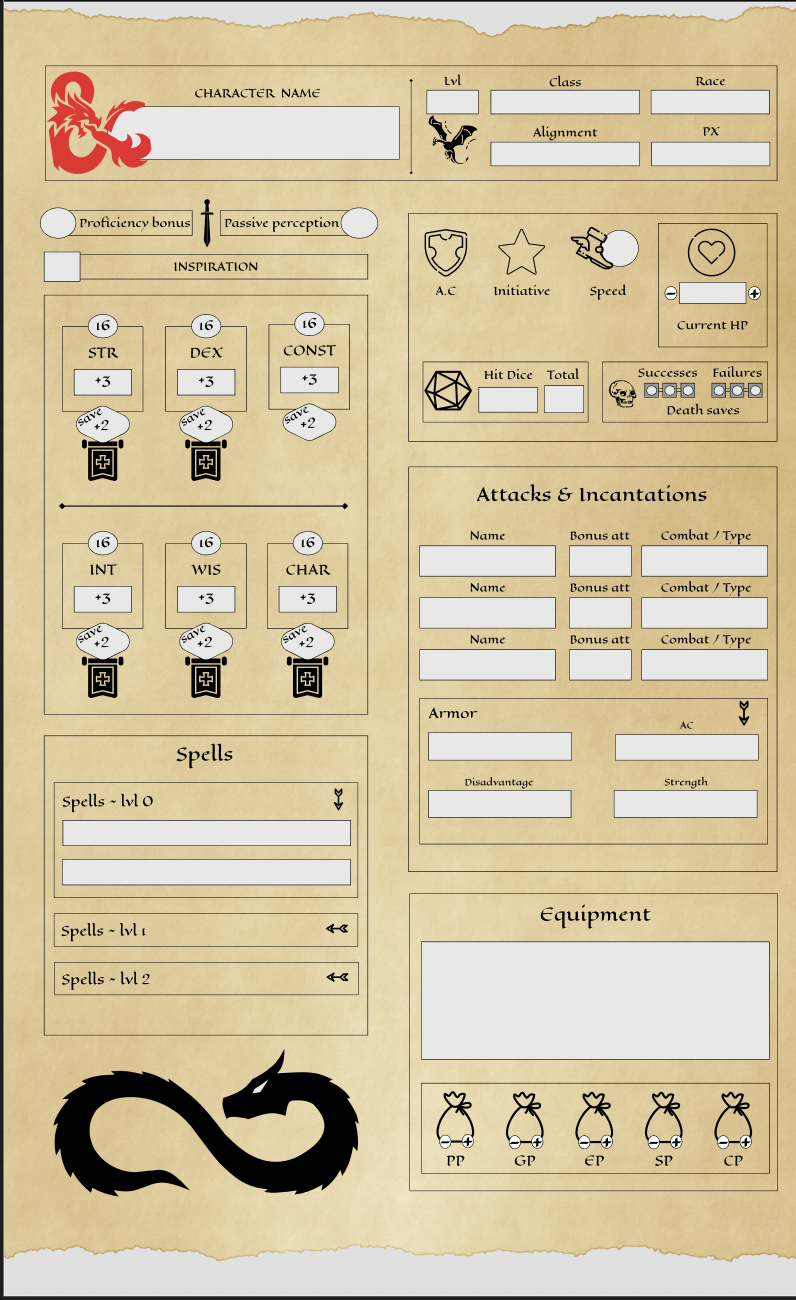 CHARACTER NAME
Lvl
Class
Race
Alignment
PX
Proficiency bonus
Passive perception
INSPIRATION
16
16
16
STR
DEX
CONST
+3
+3
+3
save
+2
save
+2
save
+2
16
16
16
INT
WIS
CHAR
+3
+3
+3
save
+2
save
+2
save
+2
Spells
Spells ~ lvl 0
Spells ~ lvl 1
Spells ~ lvl 2
A.C
Initiative
Speed
Current HP
Hit Dice
Total
Successes
Failures
Death saves
Attacks & Incantations
Name
Bonus att
Combat / Type
Name
Bonus att
Combat / Type
Name
Bonus att
Combat / Type
Armor
AC
Disadvantage
Strength
Equipment
PP
GP
EP
SP
CP